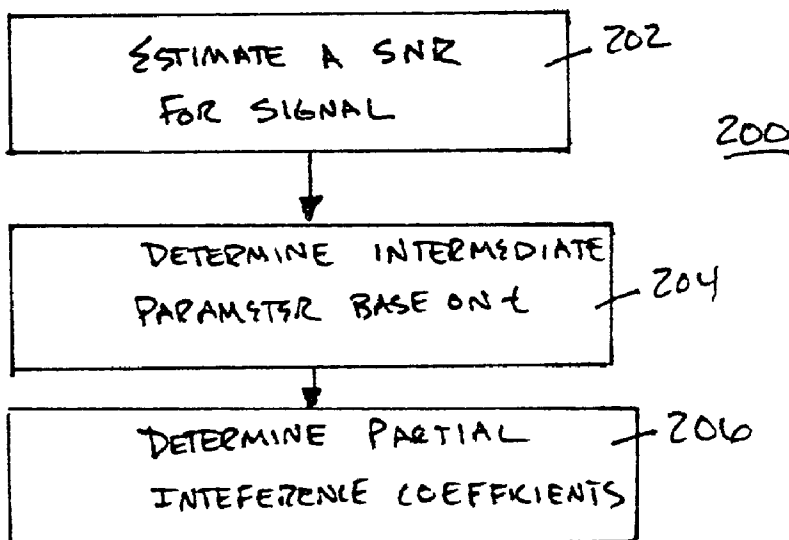 ESTIMATE A SNR
FOR SIGNAL
202
200
DETERMINE INTERMEDIATE
PARAMETER BASE ON t
204
DETERMINE PARTIAL
INTEFERENCE COEFFICIENTS
206